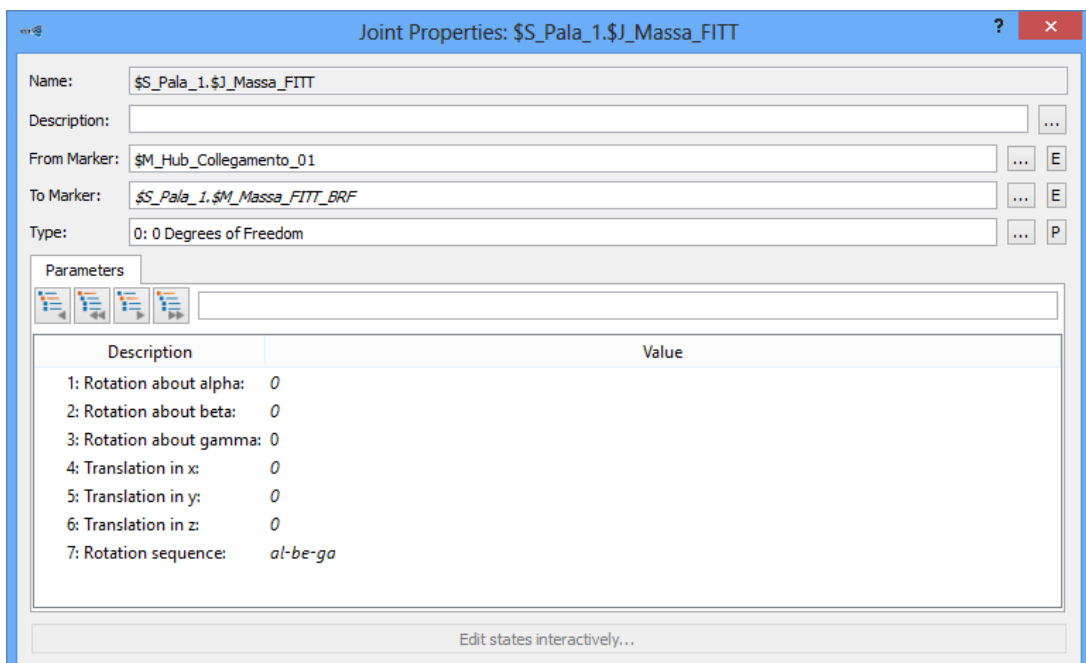 Joint Properties: $S_Pala_1.$J_Massa_FITT ? ×
Name: $S_Pala_1.$J_Massa_FITT
Description: ...
From Marker: $M_Hub_Collegamento_01 ... E
To Marker: $S_Pala_1.$M_Massa_FITT_BRF ... E
Type: 0: 0 Degrees of Freedom ... P
Parameters
Description Value
1: Rotation about alpha: 0
2: Rotation about beta: 0
3: Rotation about gamma: 0
4: Translation in x: 0
5: Translation in y: 0
6: Translation in z: 0
7: Rotation sequence: al-be-ga
Edit states interactively...